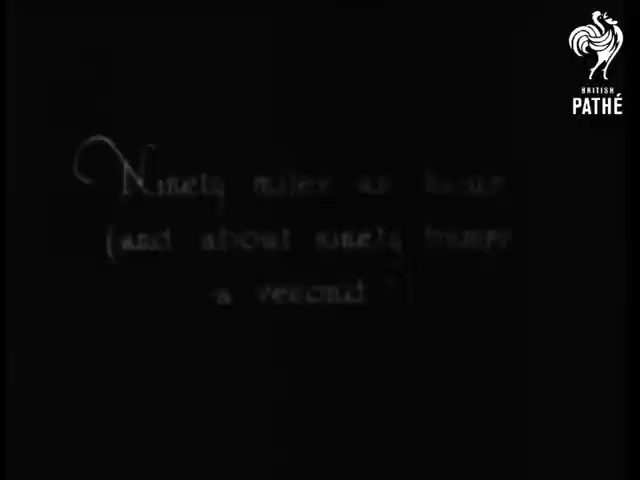 BRITISH
PATHÉ
Ninety miles an hour
(and about ninety bumps
a second !)